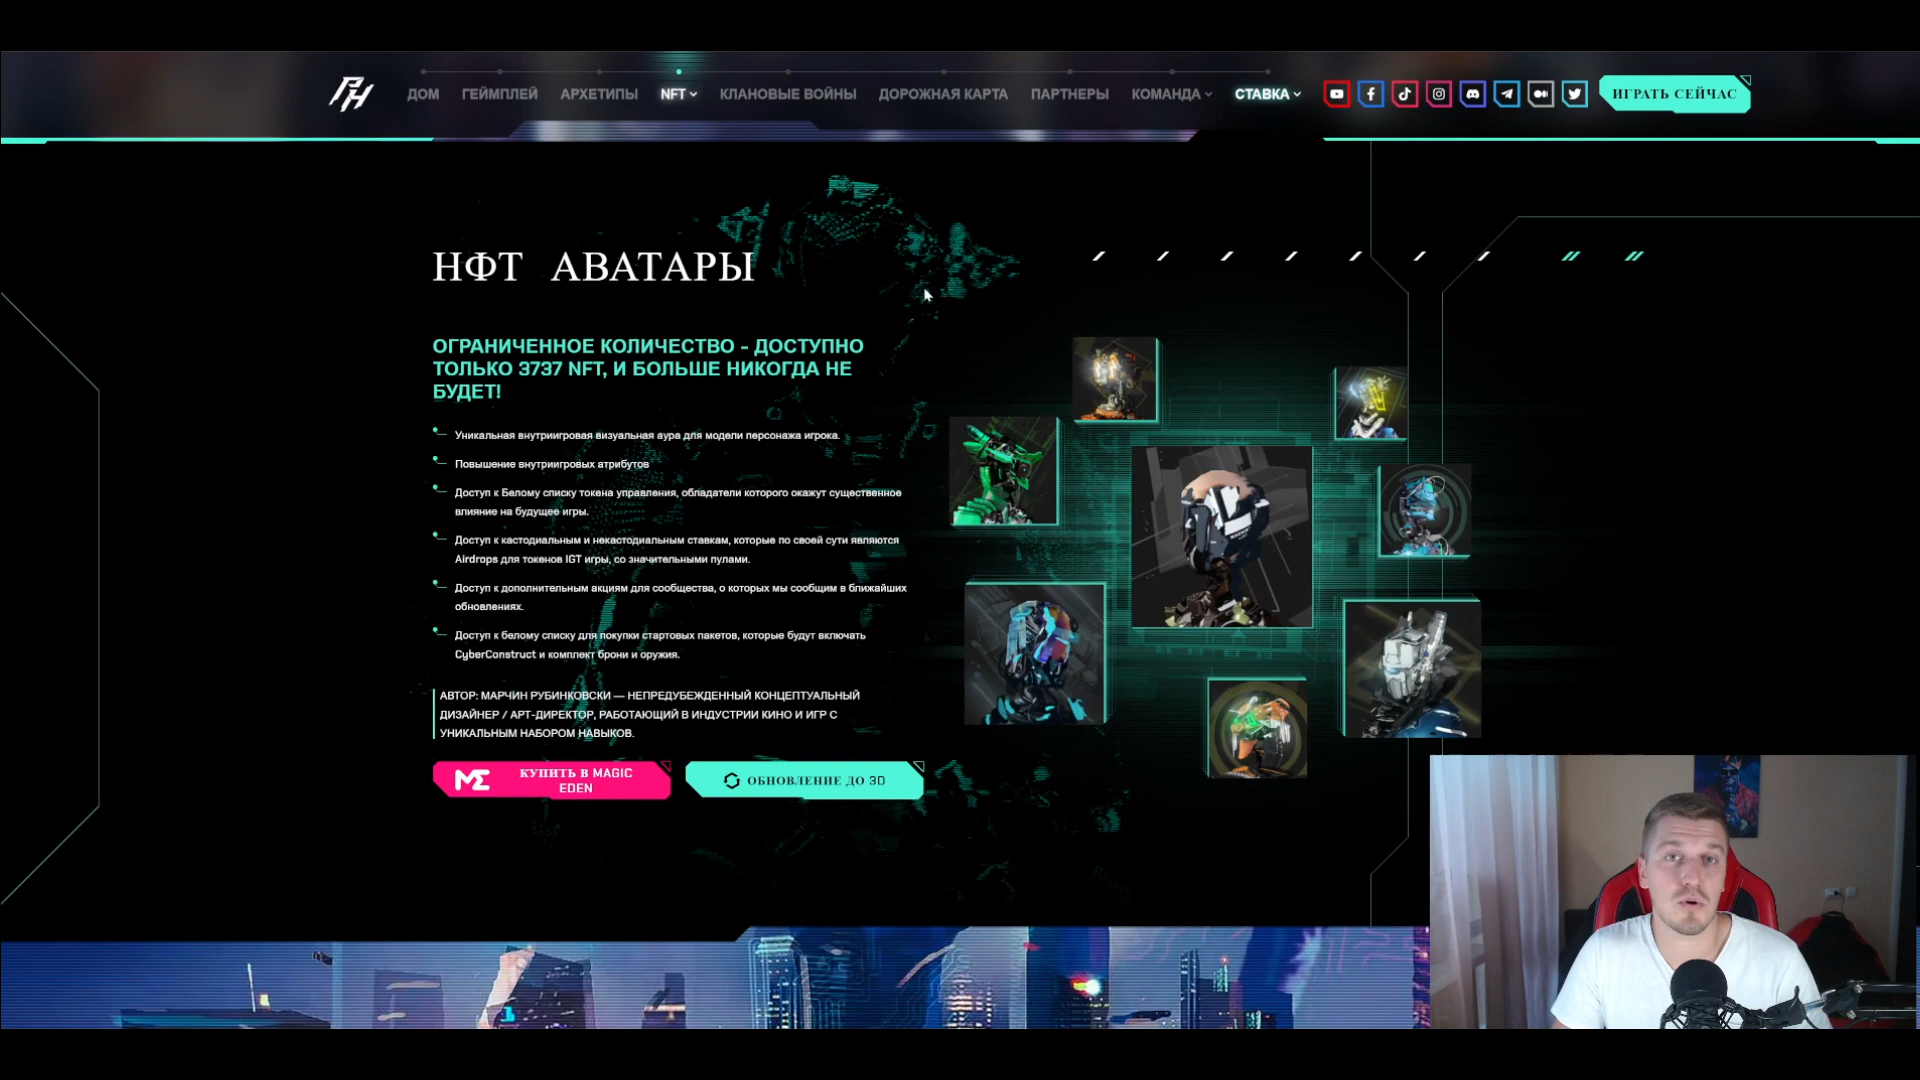 ДОМ ГЕЙМПЛЕЙ АРХЕТИПЫ NFT КЛАНОВЫЕ ВОЙНЫ ДОРОЖНАЯ КАРТА ПАРТНЕРЫ КОМАНДА СТАВКА ИГРАТЬ СЕЙЧАС
НФТ АВАТАРЫ
ОГРАНИЧЕННОЕ КОЛИЧЕСТВО - ДОСТУПНО
ТОЛЬКО 3737 NFT, И БОЛЬШЕ НИКОГДА НЕ
БУДЕТ!
Уникальная внутриигровая визуальная аура для модели персонажа игрока.
Повышение внутриигровых атрибутов
Доступ к Белому списку токена управления, обладатели которого окажут существенное
влияние на будущее игры.
Доступ к кастодиальным и некастодиальным ставкам, которые по своей сути являются
Airdrops для токенов IGT игры, со значительными пулами.
Доступ к дополнительным акциям для сообщества, о которых мы сообщим в ближайших
обновлениях.
Доступ к белому списку для покупки стартовых пакетов, которые будут включать
CyberConstruct и комплект брони и оружия.
АВТОР: МАРЧИН РУБИНКОВСКИ — НЕПРЕДУБЕЖДЕННЫЙ КОНЦЕПТУАЛЬНЫЙ
ДИЗАЙНЕР / АРТ-ДИРЕКТОР, РАБОТАЮЩИЙ В ИНДУСТРИИ КИНО И ИГР С
УНИКАЛЬНЫМ НАБОРОМ НАВЫКОВ.
КУПИТЬ В MAGIC
EDEN
ОБНОВЛЕНИЕ ДО 3D